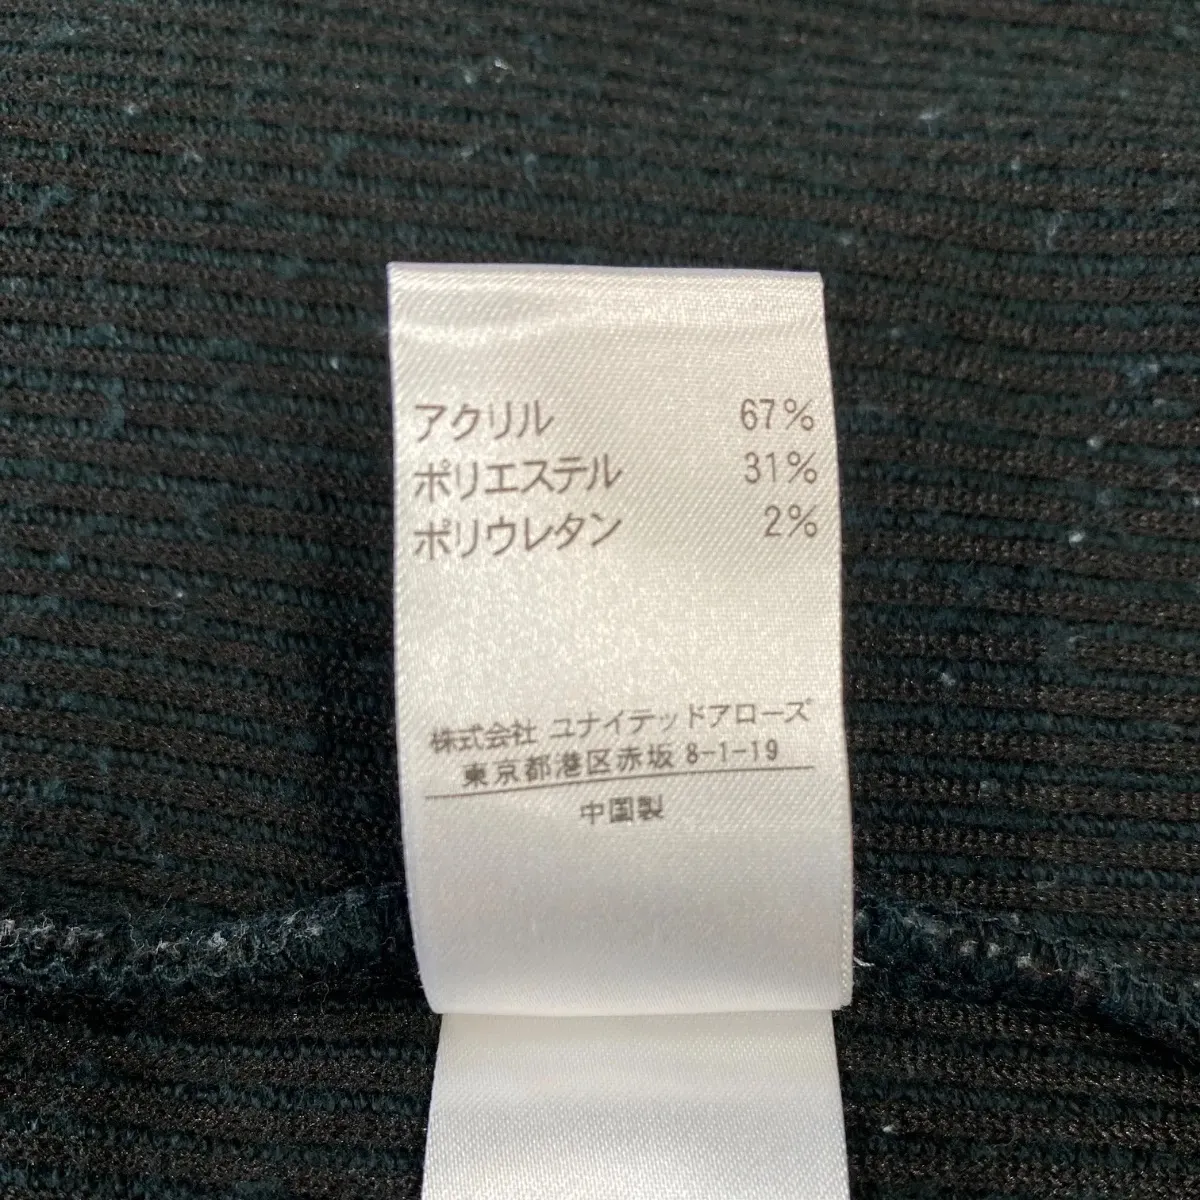 アクリル 67%
ポリエステル 31%
ポリウレタン 2%
株式会社 ユナイテッドアローズ
東京都港区赤坂 8-1-19
中国製